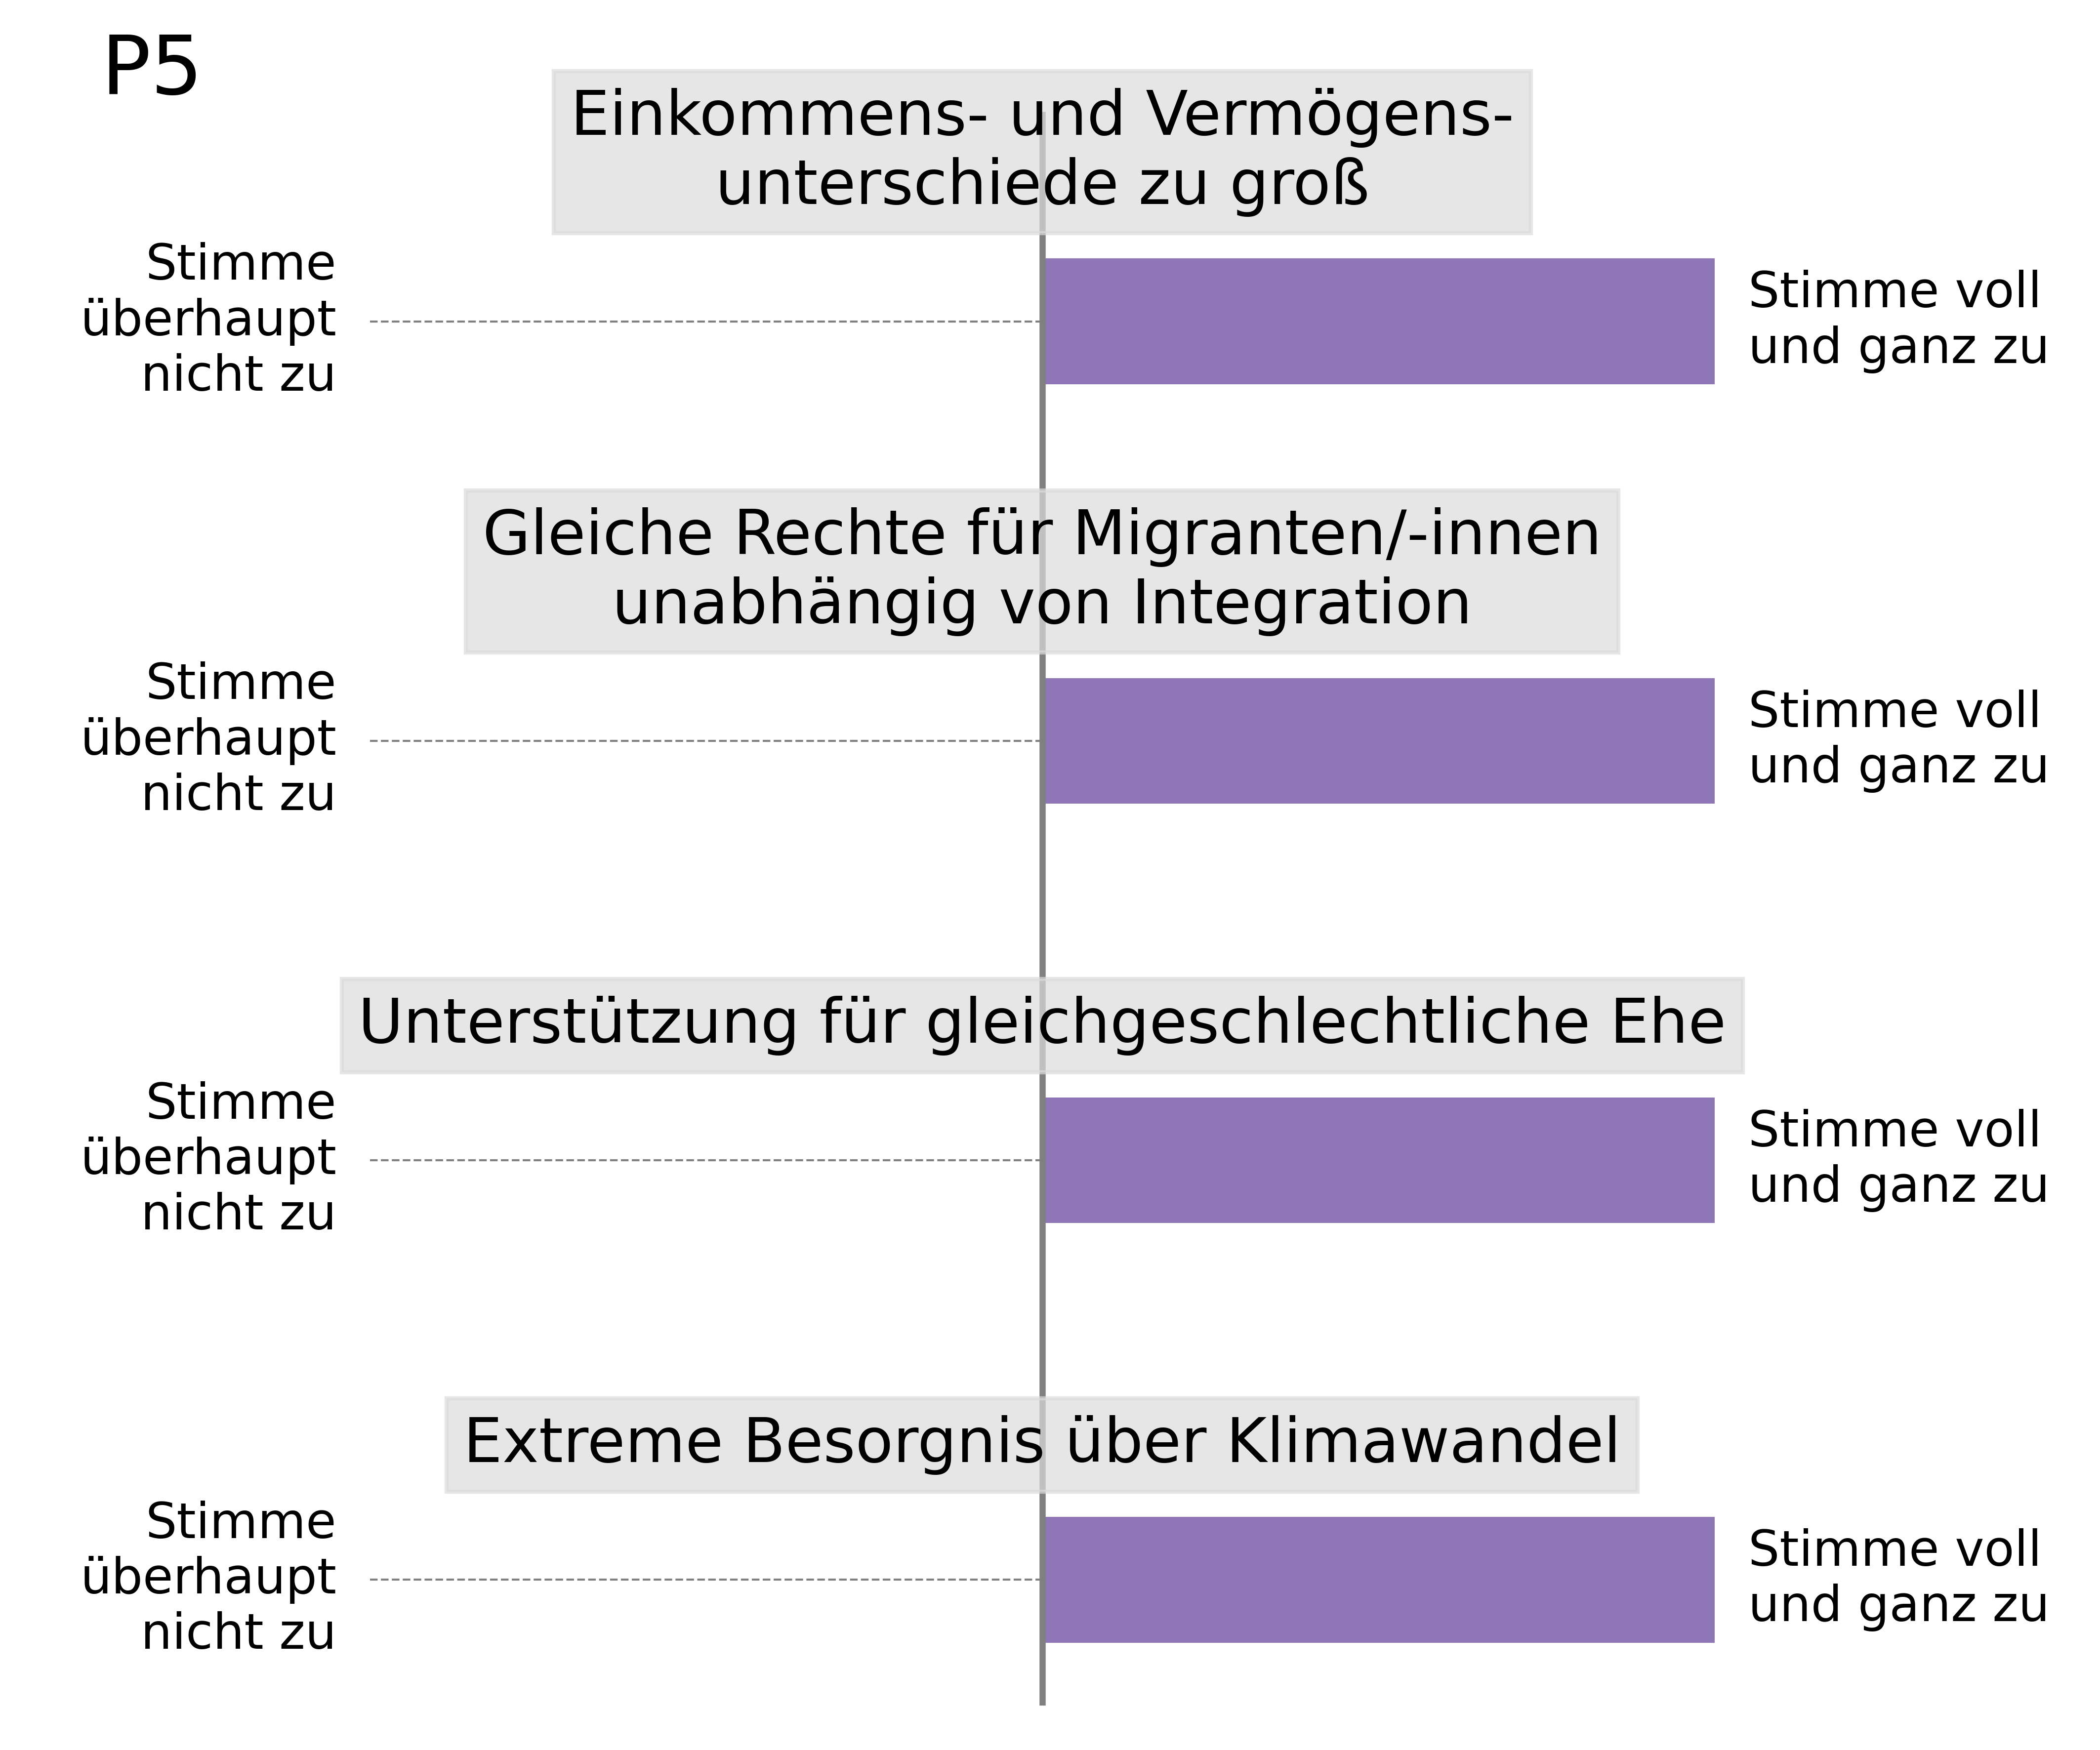 P5
Einkommens- und Vermögens-
unterschiede zu groß
Stimme
überhaupt
nicht zu
Stimme voll
und ganz zu
Gleiche Rechte für Migranten/-innen
unabhängig von Integration
Stimme
überhaupt
nicht zu
Stimme voll
und ganz zu
Unterstützung für gleichgeschlechtliche Ehe
Stimme
überhaupt
nicht zu
Stimme voll
und ganz zu
Extreme Besorgnis über Klimawandel
Stimme
überhaupt
nicht zu
Stimme voll
und ganz zu